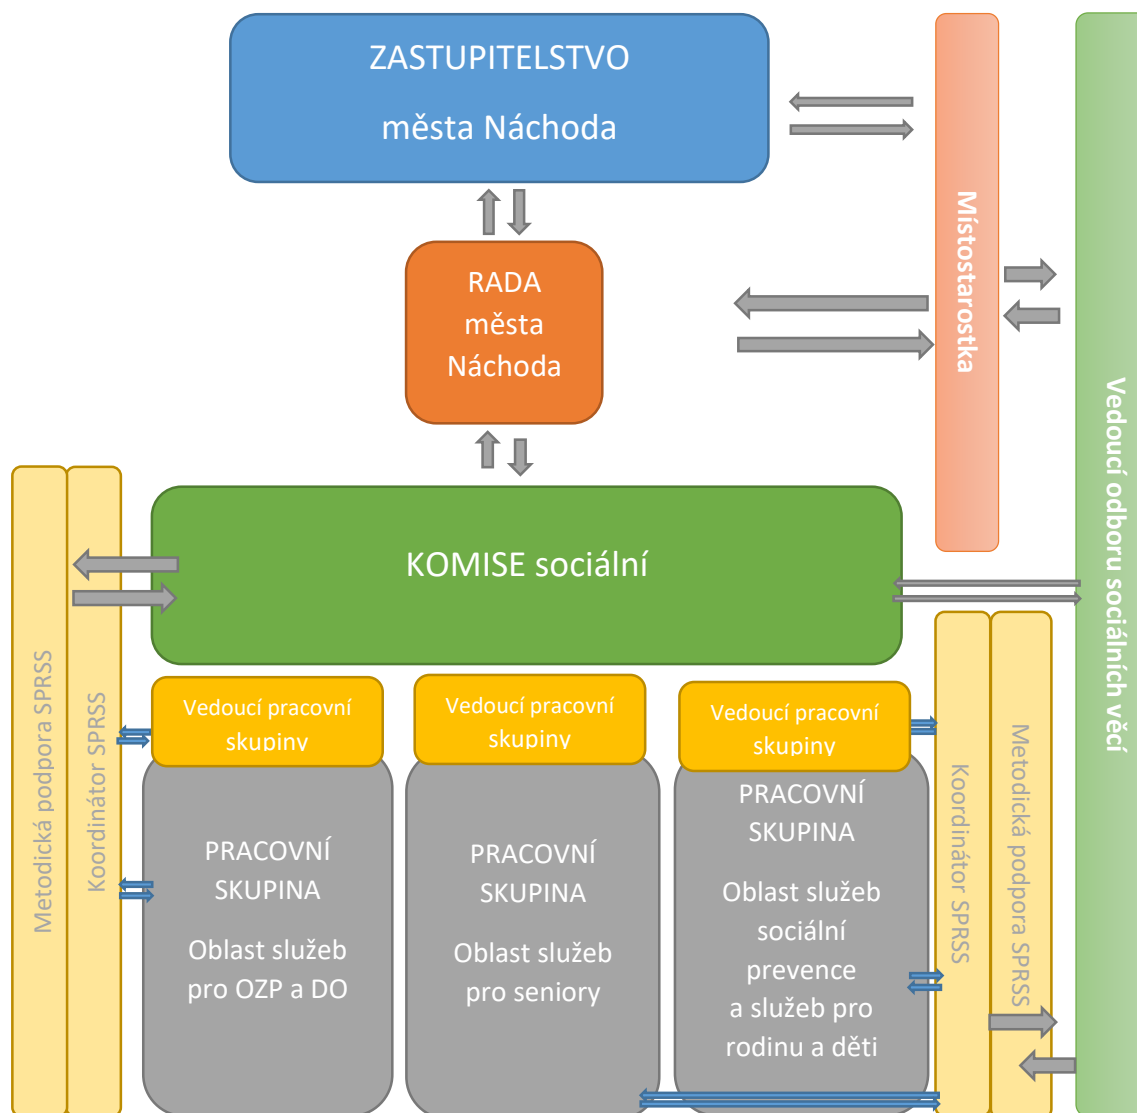 ZASTUPITELSTVO
města Náchoda
RADA
města
Náchoda
Místostarostka
Vedoucí odboru sociálních věcí
KOMISE sociální
Metodická podpora SPRSS
Koordinátor SPRSS
Vedoucí pracovní
skupiny
PRACOVNÍ
SKUPINA
Oblast služeb
pro OZP a DO
Vedoucí pracovní
skupiny
PRACOVNÍ
SKUPINA
Oblast služeb
pro seniory
Vedoucí pracovní
skupiny
PRACOVNÍ
SKUPINA
Oblast služeb
sociální
prevence
a služeb pro
rodinu a děti
Koordinátor SPRSS
Metodická podpora SPRSS